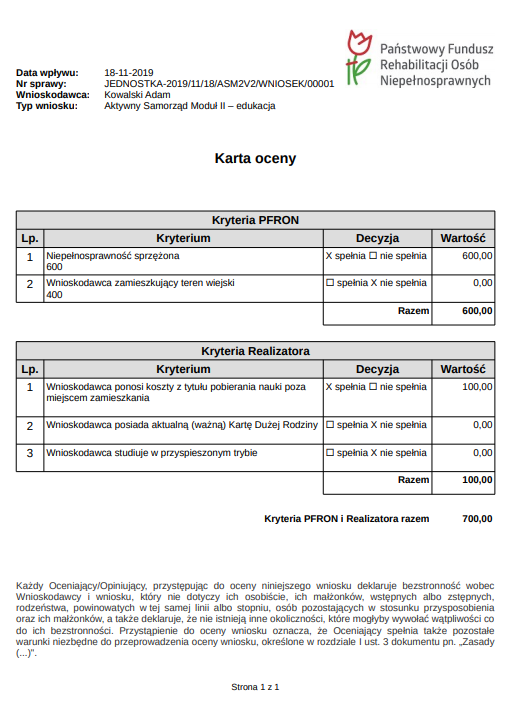 Państwowy Fundusz
Rehabilitacji Osób
Niepełnosprawnych
Data wpływu: 18-11-2019
Nr sprawy: JEDNOSTKA-2019/11/18/ASM2V2/WNIOSEK/00001
Wnioskodawca: Kowalski Adam
Typ wniosku: Aktywny Samorząd Moduł II – edukacja
Karta oceny
Kryteria PFRON
Lp. Kryterium Decyzja Wartość
1 Niepełnosprawność sprzężona X spełnia ☐ nie spełnia 600,00
600
2 Wnioskodawca zamieszkujący teren wiejski ☐ spełnia X nie spełnia 0,00
400
Razem 600,00
Kryteria Realizatora
Lp. Kryterium Decyzja Wartość
1 Wnioskodawca ponosi koszty z tytułu pobierania nauki poza X spełnia ☐ nie spełnia 100,00
miejscem zamieszkania
2 Wnioskodawca posiada aktualną (ważną) Kartę Dużej Rodziny ☐ spełnia X nie spełnia 0,00
3 Wnioskodawca studiuje w przyspieszonym trybie ☐ spełnia X nie spełnia 0,00
Razem 100,00
Kryteria PFRON i Realizatora razem 700,00
Każdy Oceniający/Opiniujący, przystępując do oceny niniejszego wniosku deklaruje bezstronność wobec
Wnioskodawcy i wniosku, który nie dotyczy ich osobiście, ich małżonków, wstępnych albo zstępnych,
rodzeństwa, powinowatych w tej samej linii albo stopniu, osób pozostających w stosunku przysposobienia
oraz ich małżonków, a także deklaruje, że nie istnieją inne okoliczności, które mogłyby wywołać wątpliwości co
do ich bezstronności. Przystąpienie do oceny wniosku oznacza, że Oceniający spełnia także pozostałe
warunki niezbędne do przeprowadzenia oceny wniosku, określone w rozdziale I ust. 3 dokumentu pn. „Zasady
(...)".
Strona 1 z 1